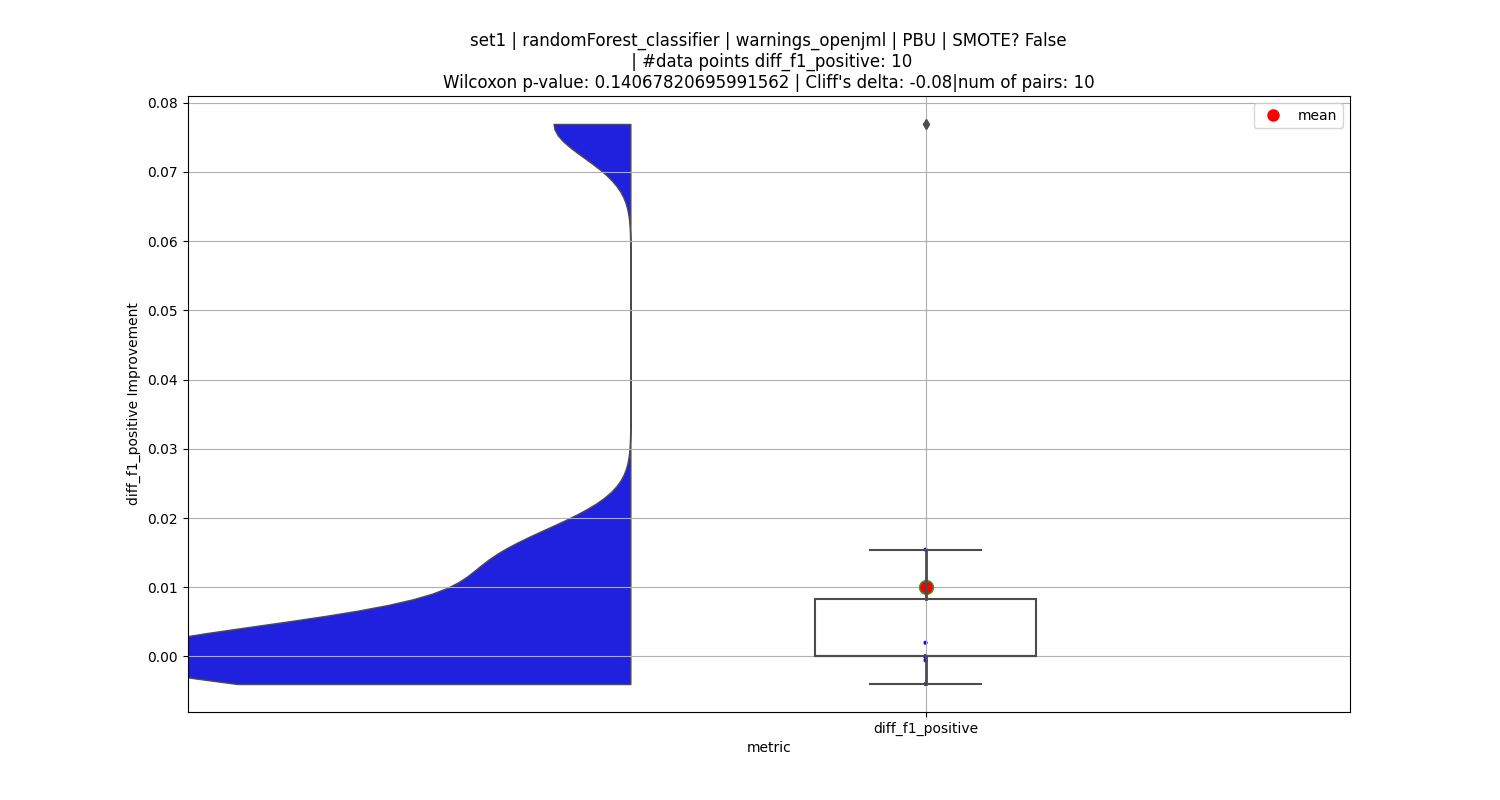 set1 | randomForest_classifier | warnings_openjml | PBU | SMOTE? False
| #data points diff_f1_positive: 10
Wilcoxon p-value: 0.14067820695991562 | Cliff's delta: -0.08|num of pairs: 10
mean
0.08
0.07
0.06
0.05
0.04
0.03
0.02
0.01
0.00
diff_f1_positive Improvement
diff_f1_positive
metric